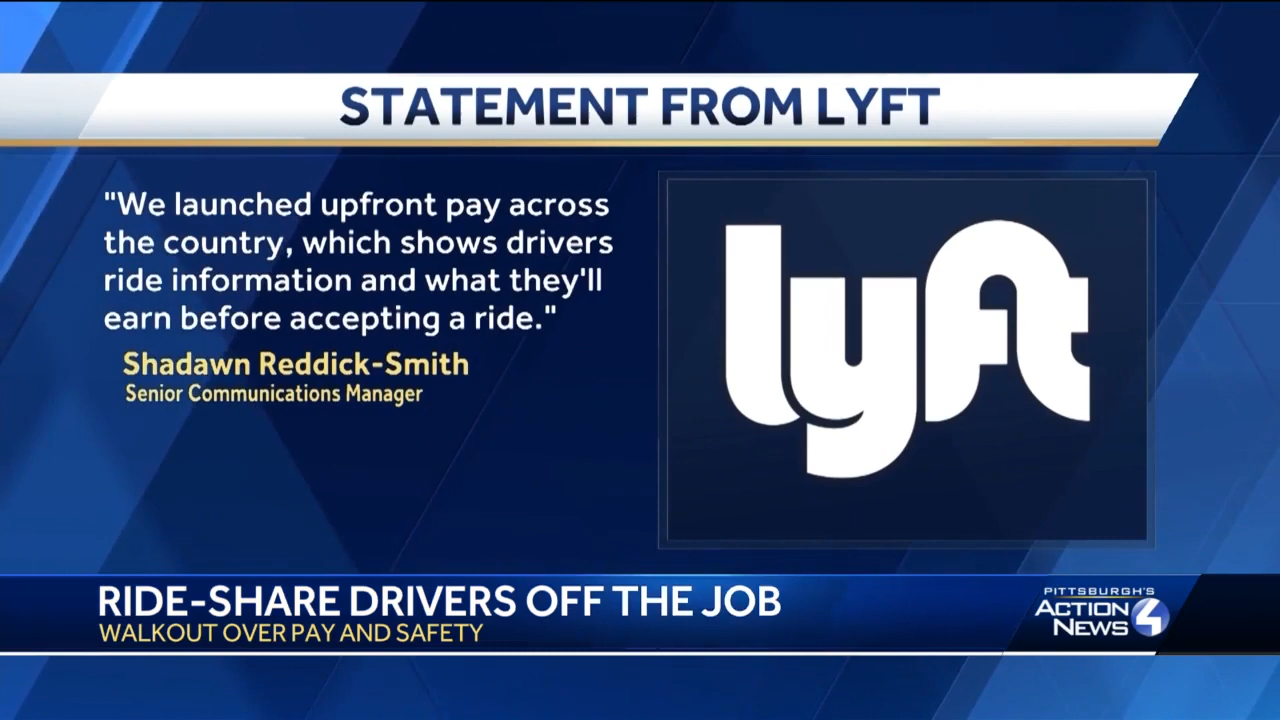 STATEMENT FROM LYFT
"We launched upfront pay across
the country, which shows drivers
ride information and what they'll
earn before accepting a ride."
Shadawn Reddick-Smith
Senior Communications Manager
lyft
RIDE-SHARE DRIVERS OFF THE JOB
WALKOUT OVER PAY AND SAFETY
PITTSBURGH'S
ACTION
NEWS 4